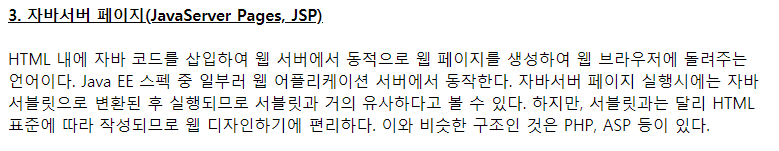 3. 자바서버 페이지(JavaServer Pages, JSP)
HTML 내에 자바 코드를 삽입하여 웹 서버에서 동적으로 웹 페이지를 생성하여 웹 브라우저에 돌려주는
언어이다. Java EE 스펙 중 일부러 웹 어플리케이션 서버에서 동작한다. 자바서버 페이지 실행시에는 자바
서블릿으로 변환된 후 실행되므로 서블릿과 거의 유사하다고 볼 수 있다. 하지만, 서블릿과는 달리 HTML
표준에 따라 작성되므로 웹 디자인하기에 편리하다. 이와 비슷한 구조인 것은 PHP, ASP 등이 있다.